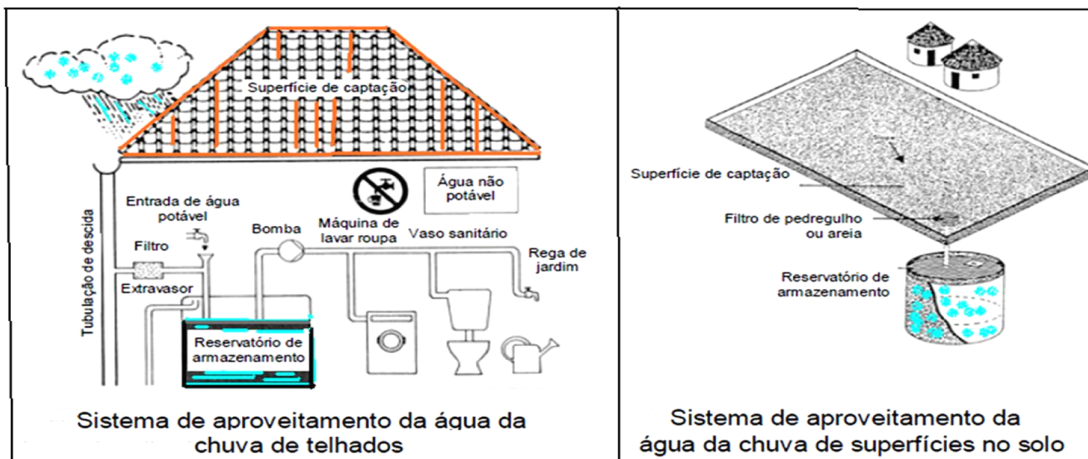 Superfície de captação
Água não
potável
Entrada de água
potável
Filtro
Extravasor
Tubulação de descida
Bomba
Máquina de
lavar roupa
Vaso sanitário
Rega de
jardim
Reservatório de
armazenamento
Sistema de aproveitamento da água da
chuva de telhados
Superfície de captação
Filtro de pedregulho
ou areia
Reservatório de
armazenamento
Sistema de aproveitamento da
água da chuva de superfícies no solo